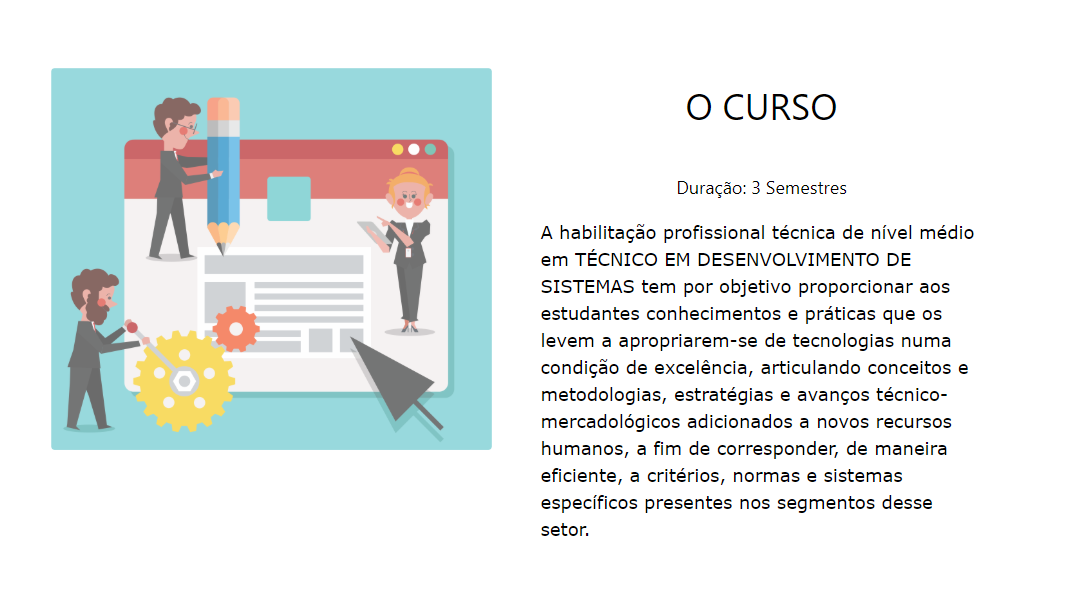 O CURSO
Duração: 3 Semestres
A habilitação profissional técnica de nível médio
em TÉCNICO EM DESENVOLVIMENTO DE
SISTEMAS tem por objetivo proporcionar aos
estudantes conhecimentos e práticas que os
levem a apropriarem-se de tecnologias numa
condição de excelência, articulando conceitos e
metodologias, estratégias e avanços técnico-
mercadológicos adicionados a novos recursos
humanos, a fim de corresponder, de maneira
eficiente, a critérios, normas e sistemas
específicos presentes nos segmentos desse
setor.